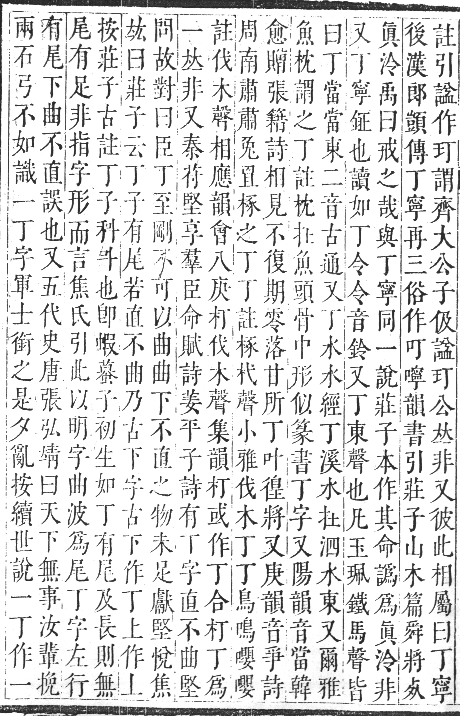 註引諡作玎謂齊大公子伋諡玎公𠀤非又彼此相屬曰丁寧
後漢郎顗傳丁寧再三俗作叮嚀韻書引莊子山木篇舜將死
眞泠禹曰戒之哉與丁寧同一說莊子本作其命譌爲眞泠非
又丁寧鉦也讀如丁令令音鈴又丁東聲也凡玉珮鐵馬聲皆
曰丁當當東二音古通又丁水水經丁溪水在泗水東又爾雅
魚枕謂之丁註枕在魚頭骨中形似篆書丁字又陽韻音當韓
愈贈張籍詩相見不復期零落甘所丁叶徨將又庚韻音爭詩
周南肅肅兔罝椓之丁丁註椓杙聲小雅伐木丁丁鳥鳴嚶嚶
註伐木聲相應韻會八庚朾伐木聲集韻朾或作丁合朾丁爲
一𠀤非又秦苻堅享羣臣命賦詩姜平子詩有丁字直不曲堅
問故對曰臣丁至剛不可以曲曲下不直之物未足獻堅悅焦
竑曰莊子云丁子有尾若直不曲乃古下字古下作丁上作丄
按莊子古註丁子科斗也卽蝦蟇子初生如丁有尾及長則無
尾有足非指字形而言焦氏引此以明字曲波爲尾丁字左行
有尾下曲不直誤也又五代史唐張弘靖曰天下無事汝輩挽
兩石弓不如識一丁字軍士銜之是夕亂按續世說一丁作一